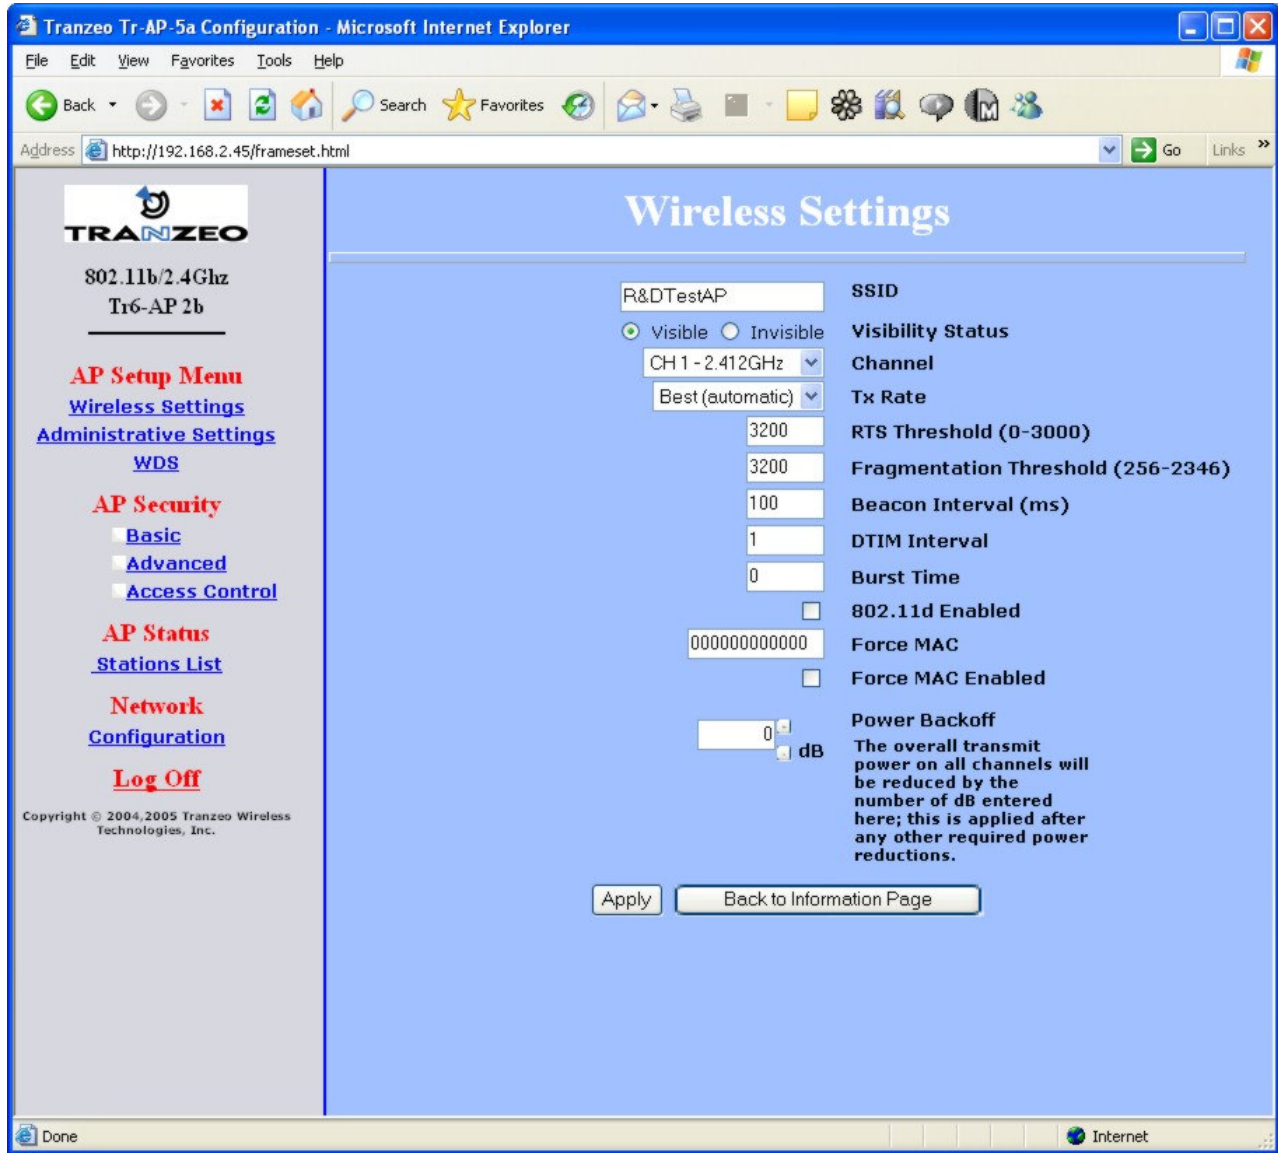 Tranzeo Tr-AP-5a Configuration - Microsoft Internet Explorer
File Edit View Favorites Tools Help
Back Search Favorites
Address http://192.168.2.45/frameset.html Go Links »
TRANZEO
802.11b/2.4Ghz
Tr6-AP 2b
AP Setup Menu
Wireless Settings
Administrative Settings
WDS
AP Security
Basic
Advanced
Access Control
AP Status
Stations List
Network
Configuration
Log Off
Copyright © 2004,2005 Tranzeo Wireless
Technologies, Inc.
Wireless Settings
R&DTestAP SSID
Visible Invisible Visibility Status
CH 1 - 2.412GHz Channel
Best (automatic) Tx Rate
3200 RTS Threshold (0-3000)
3200 Fragmentation Threshold (256-2346)
100 Beacon Interval (ms)
1 DTIM Interval
0 Burst Time
802.11d Enabled
000000000000 Force MAC
Force MAC Enabled
0 dB Power Backoff
The overall transmit
power on all channels will
be reduced by the
number of dB entered
here; this is applied after
any other required power
reductions.
Apply Back to Information Page
Done Internet